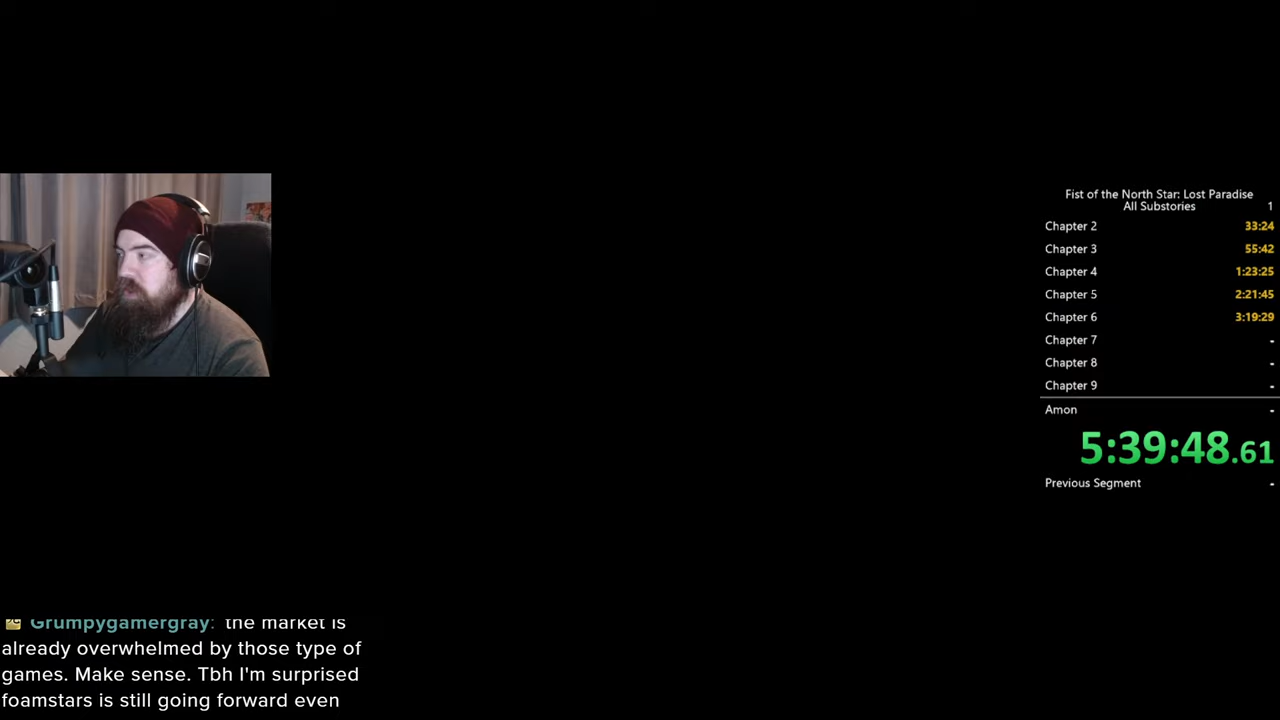 Fist of the North Star: Lost Paradise
All Substories 1
Chapter 2 33:24
Chapter 3 55:42
Chapter 4 1:23:25
Chapter 5 2:21:45
Chapter 6 3:19:29
Chapter 7 -
Chapter 8 -
Chapter 9 -
Amon -
5:39:48.61
Previous Segment -
Grumpygamergray: the market is
already overwhelmed by those type of
games. Make sense. Tbh I'm surprised
foamstars is still going forward even